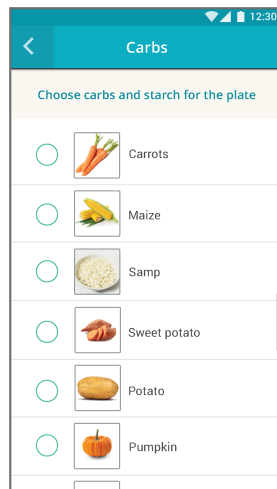 12:30
Carbs
Choose carbs and starch for the plate
Carrots
Maize
Samp
Sweet potato
Potato
Pumpkin